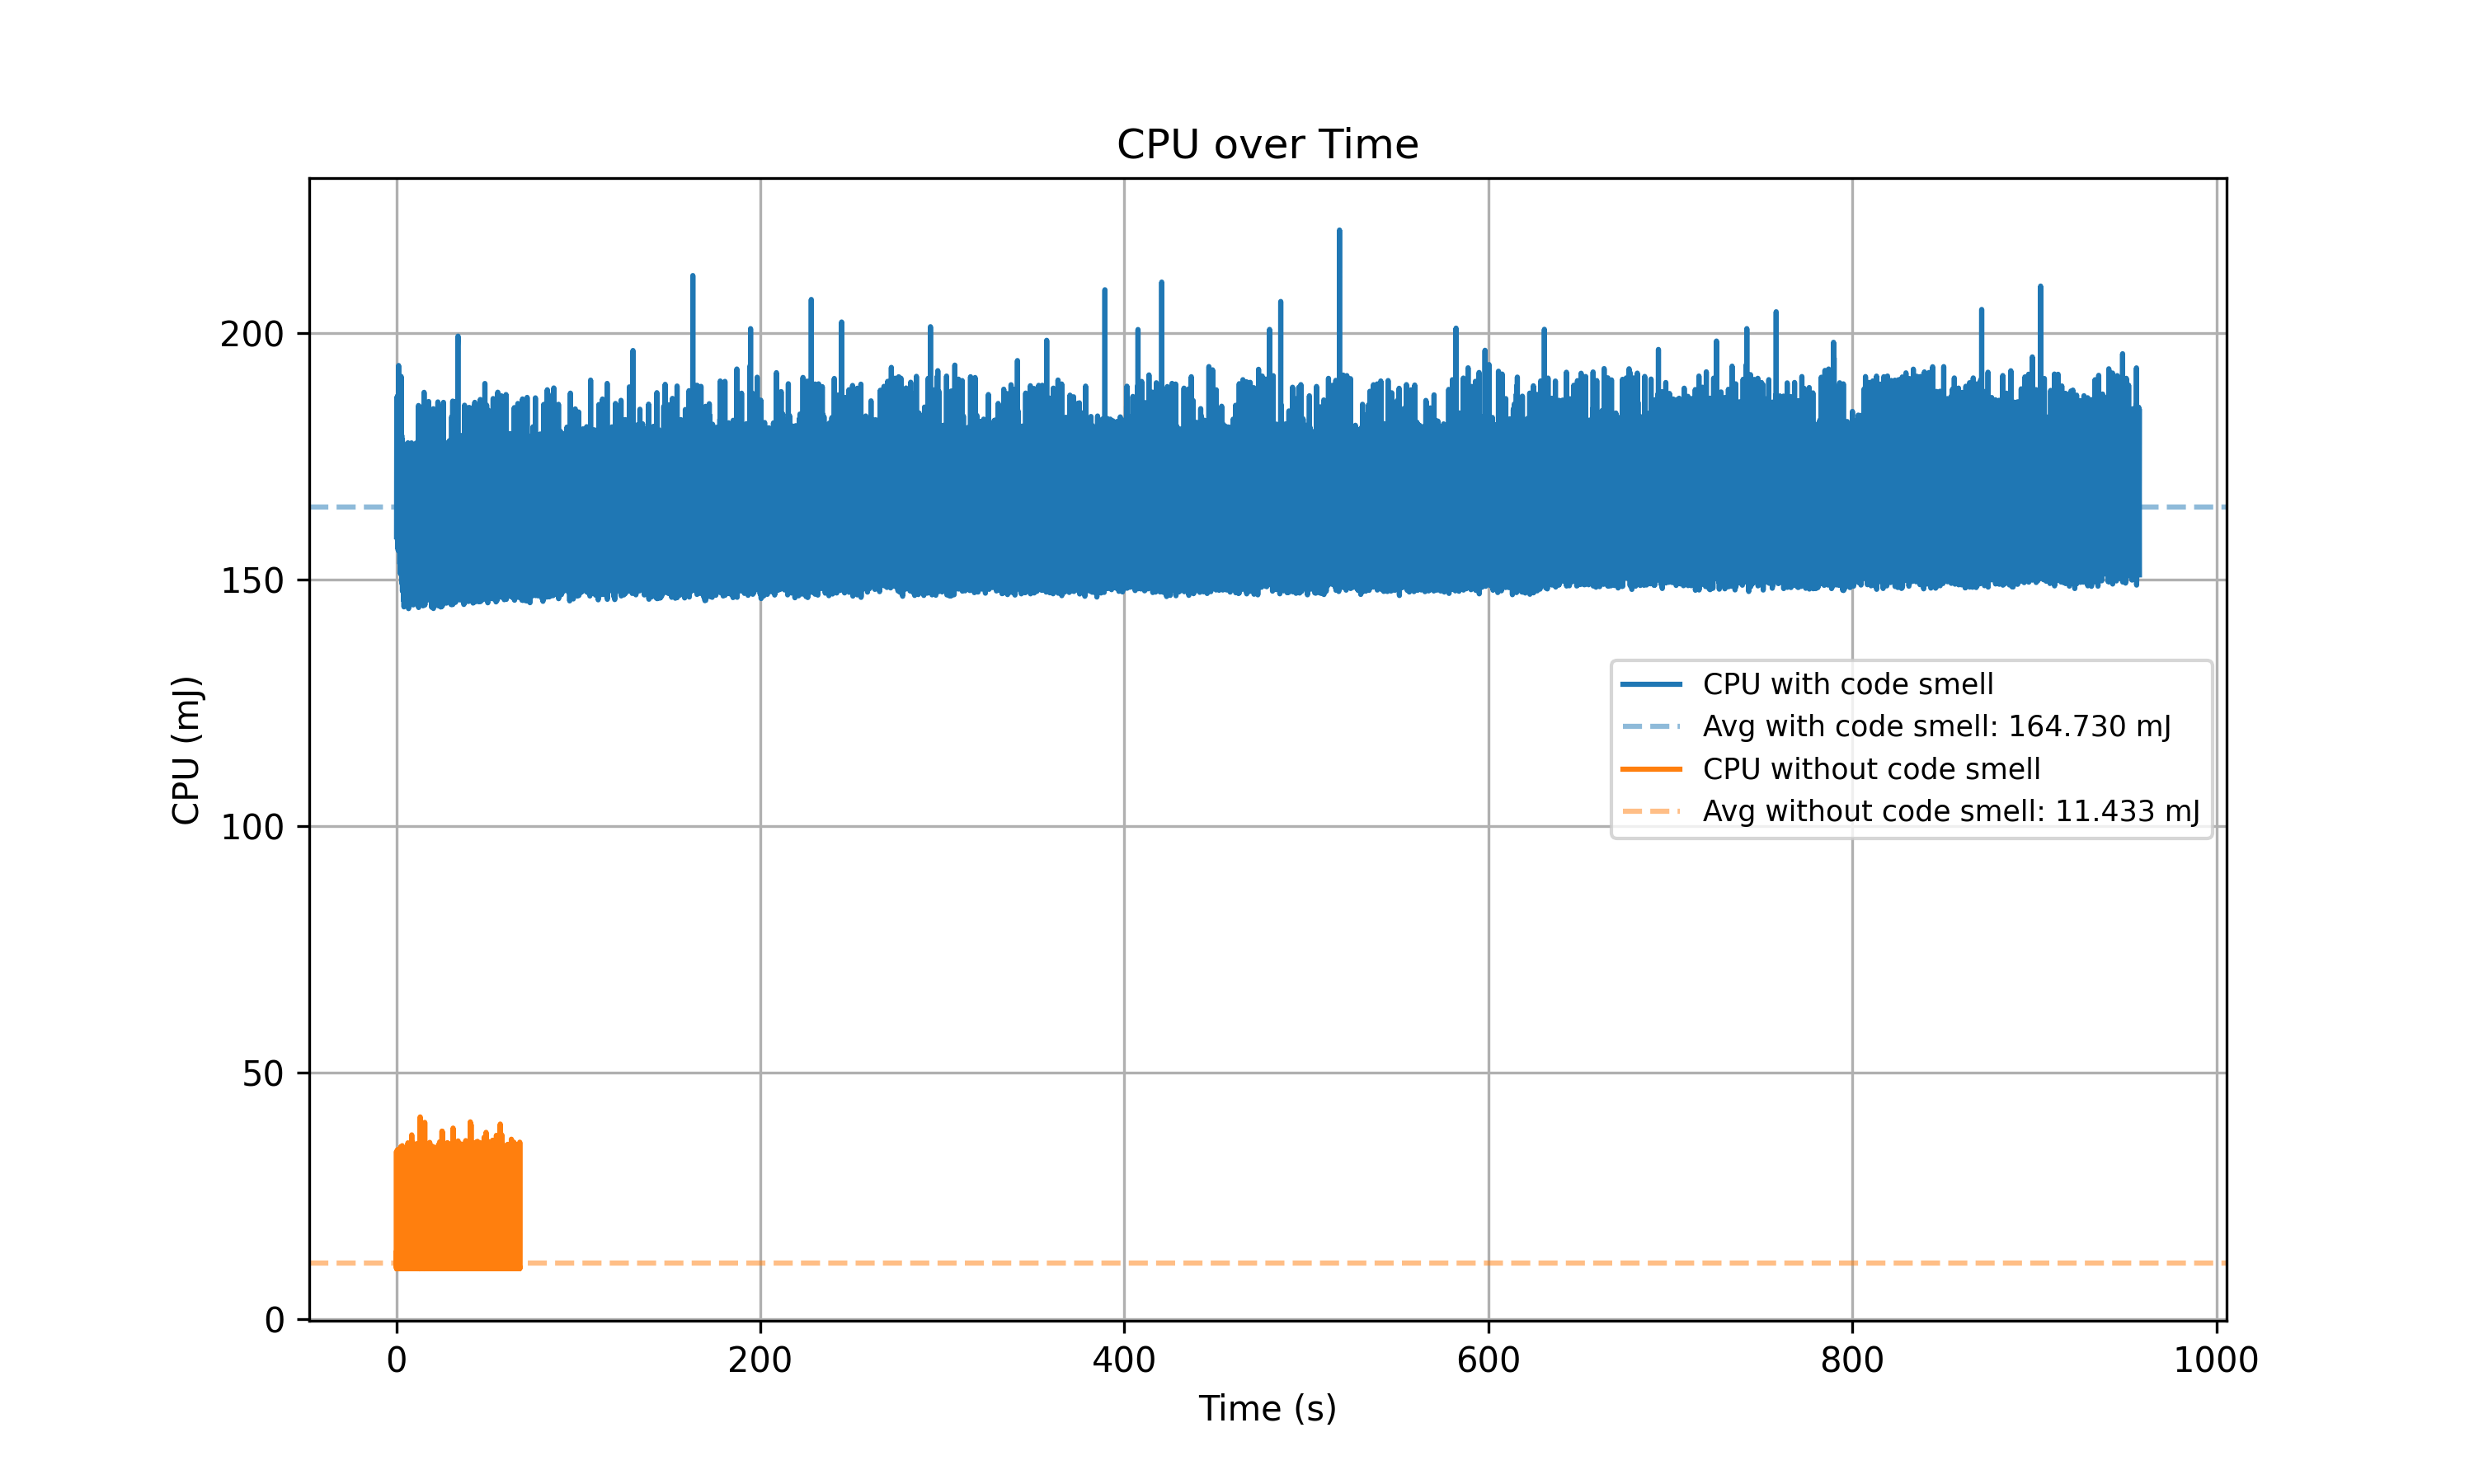 CPU over Time
CPU (mJ)
200
150
100
50
0
CPU with code smell
Avg with code smell: 164.730 mJ
CPU without code smell
Avg without code smell: 11.433 mJ
0 200 400 600 800 1000
Time (s)